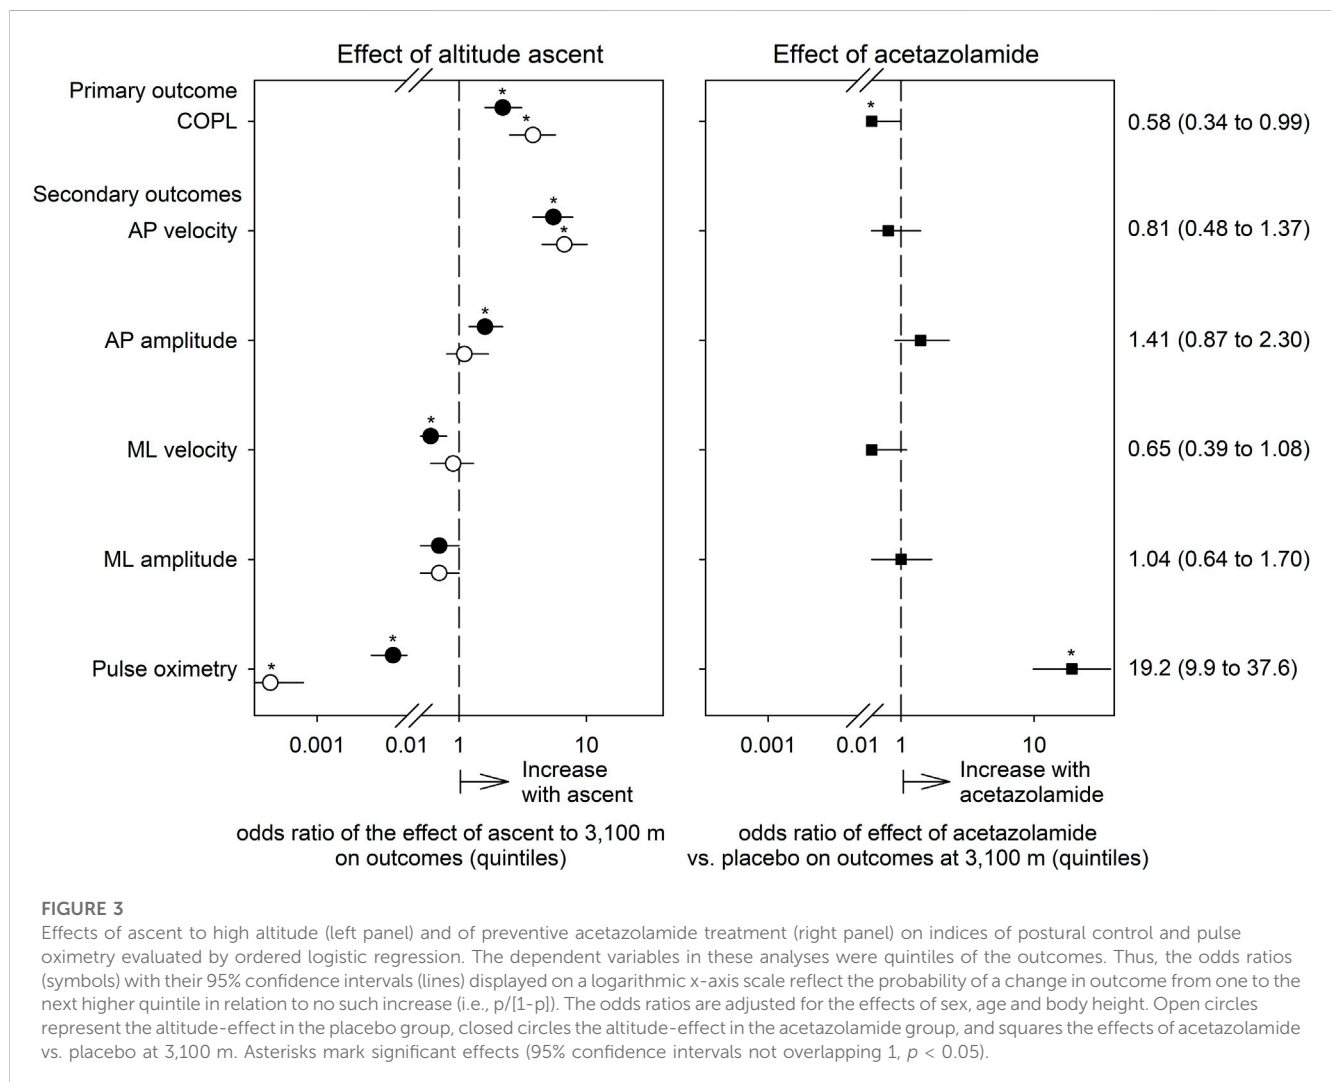 Effect of altitude ascent
Effect of acetazolamide
Primary outcome
COPL
*
*
*
0.58 (0.34 to 0.99)
Secondary outcomes
AP velocity
*
*
0.81 (0.48 to 1.37)
AP amplitude
*
1.41 (0.87 to 2.30)
ML velocity
*
0.65 (0.39 to 1.08)
ML amplitude
1.04 (0.64 to 1.70)
Pulse oximetry
*
*
*
19.2 (9.9 to 37.6)
0.001 0.01 1 10
Increase
with ascent
odds ratio of the effect of ascent to 3,100 m
on outcomes (quintiles)
0.001 0.01 1 10
Increase with
acetazolamide
odds ratio of effect of acetazolamide
vs. placebo on outcomes at 3,100 m (quintiles)
FIGURE 3
Effects of ascent to high altitude (left panel) and of preventive acetazolamide treatment (right panel) on indices of postural control and pulse
oximetry evaluated by ordered logistic regression. The dependent variables in these analyses were quintiles of the outcomes. Thus, the odds ratios
(symbols) with their 95% confidence intervals (lines) displayed on a logarithmic x-axis scale reflect the probability of a change in outcome from one to the
next higher quintile in relation to no such increase (i.e., p/[1-p]). The odds ratios are adjusted for the effects of sex, age and body height. Open circles
represent the altitude-effect in the placebo group, closed circles the altitude-effect in the acetazolamide group, and squares the effects of acetazolamide
vs. placebo at 3,100 m. Asterisks mark significant effects (95% confidence intervals not overlapping 1, p < 0.05).